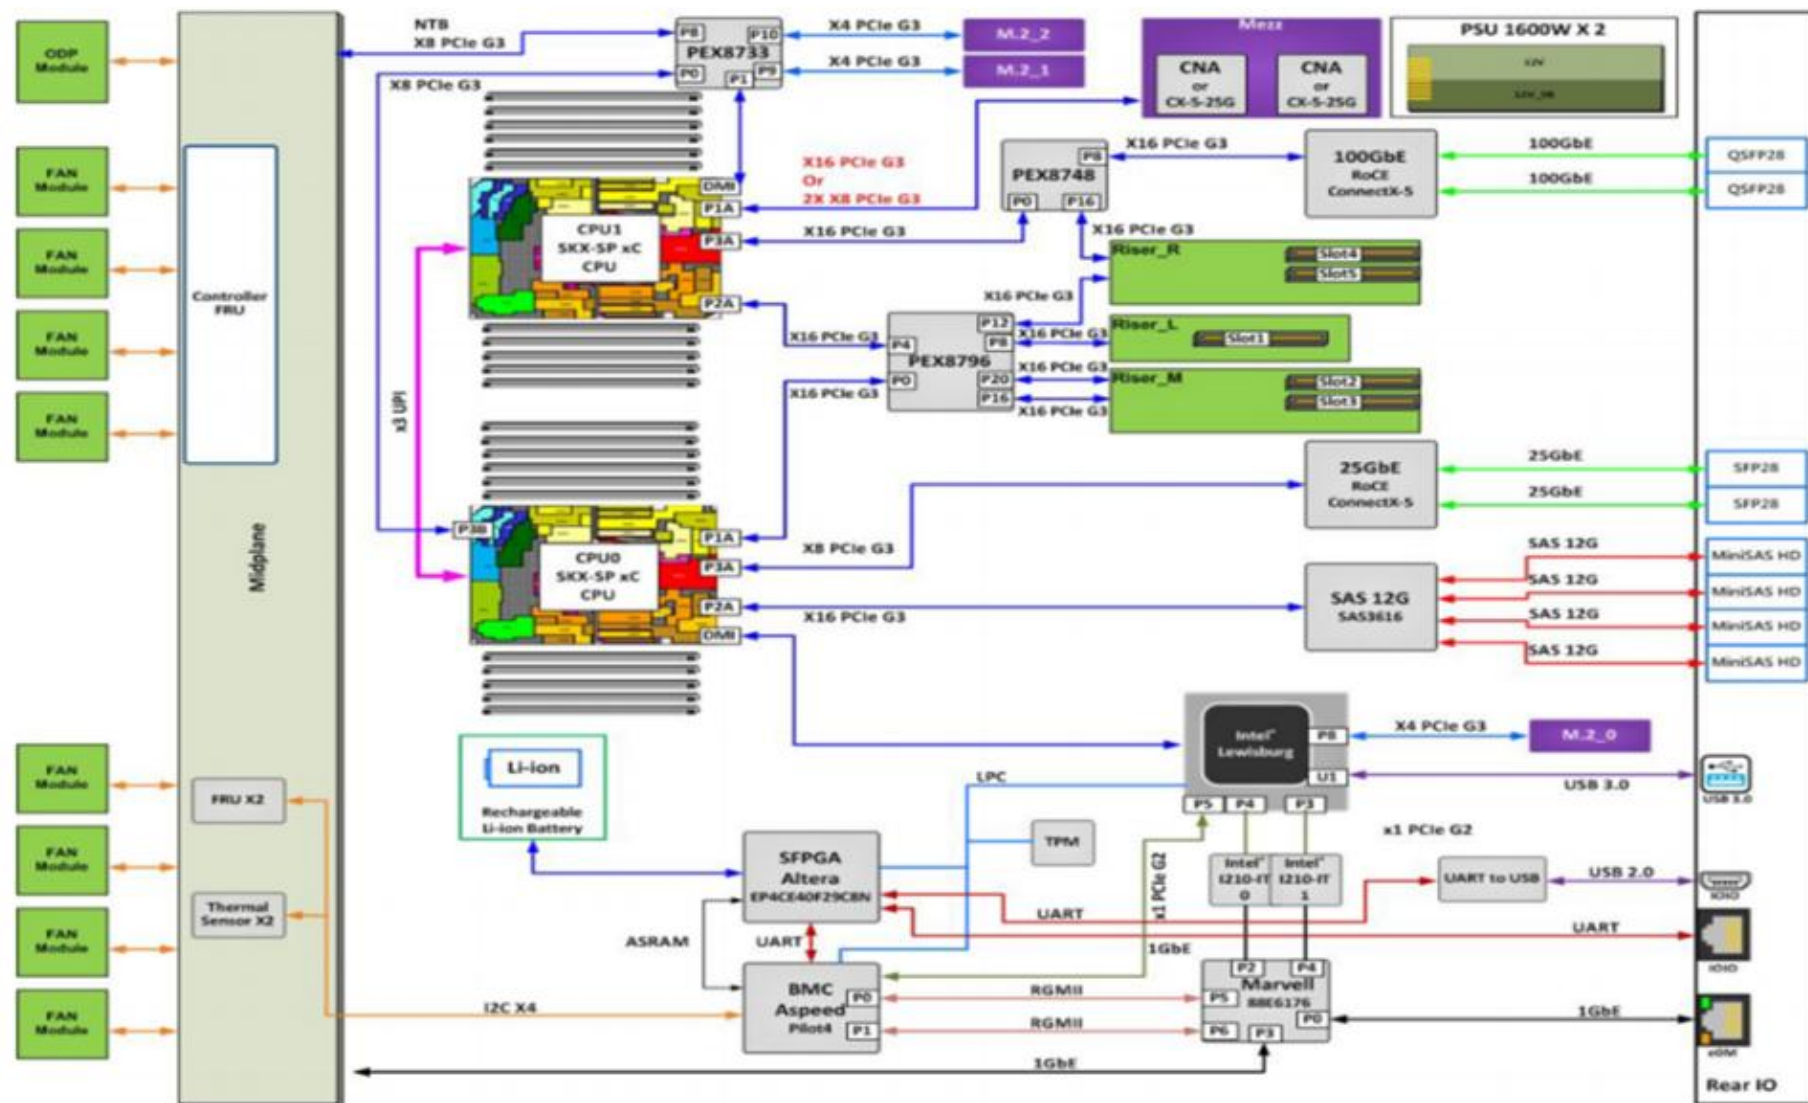 ODP
Module
FAN
Module
FAN
Module
FAN
Module
FAN
Module
FAN
Module
FAN
Module
FAN
Module
FAN
Module
Controller
FRU
Midplane
FRU X2
Thermal
Sensor X2
NTB
X8 PCIe G3
X8 PCIe G3
P8
P10
PEX8733
P0
P1
P9
X4 PCIe G3
X4 PCIe G3
M.2_2
M.2_1
Mezz
CNA
or
CX-5-25G
CNA
or
CX-5-25G
PSU 1600W X 2
12V
X16 PCIe G3
Or
2X X8 PCIe G3
DMI
P1A
P3A
P2A
CPU1
SKX-SP xC
CPU
X16 PCIe G3
P8
PEX8748
P0
P16
X16 PCIe G3
100GbE
RoCE
ConnectX-5
100GbE
100GbE
QSFP28
QSFP28
X16 PCIe G3
Riser_R
Slot4
Slot5
X16 PCIe G3
X16 PCIe G3
P12
P4
P8
PEX8796
P0
P20
P16
X16 PCIe G3
X16 PCIe G3
X16 PCIe G3
X16 PCIe G3
Riser_L
Slot1
Riser_M
Slot2
Slot3
x3 UPI
P3B
P1A
P3A
P2A
DMI
CPU0
SKX-SP xC
CPU
X8 PCIe G3
X16 PCIe G3
25GbE
RoCE
ConnectX-5
25GbE
25GbE
SFP28
SFP28
SAS 12G
SAS3616
SAS 12G
SAS 12G
SAS 12G
SAS 12G
MiniSAS HD
MiniSAS HD
MiniSAS HD
MiniSAS HD
Li-ion
Rechargeable
Li-ion Battery
LPC
Intel®
Lewisburg
P8
U1
P5
P4
P3
X4 PCIe G3
M.2_0
USB 3.0
USB 3.0
x1 PCIe G2
SFPGA
Altera
EP4CE40F29C8N
TPM
x1 PCIe G2
Intel®
I210-IT
0
Intel®
I210-IT
1
UART to USB
USB 2.0
IOIO
UART
UART
IOIO
ASRAM
UART
1GbE
BMC
Aspeed
Pilot4
P0
P1
I2C X4
RGMII
RGMII
P2
P4
Marvell
88E6176
P5
P6
P3
P0
1GbE
1GbE
e0M
Rear IO